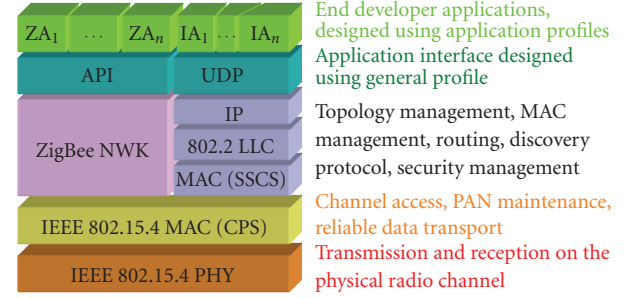 ZA1 ... ZAn IA1 ... IAn
End developer applications,
designed using application profiles
API UDP
Application interface designed
using general profile
ZigBee NWK
IP
802.2 LLC
MAC (SSCS)
Topology management, MAC
management, routing, discovery
protocol, security management
IEEE 802.15.4 MAC (CPS)
Channel access, PAN maintenance,
reliable data transport
IEEE 802.15.4 PHY
Transmission and reception on the
physical radio channel